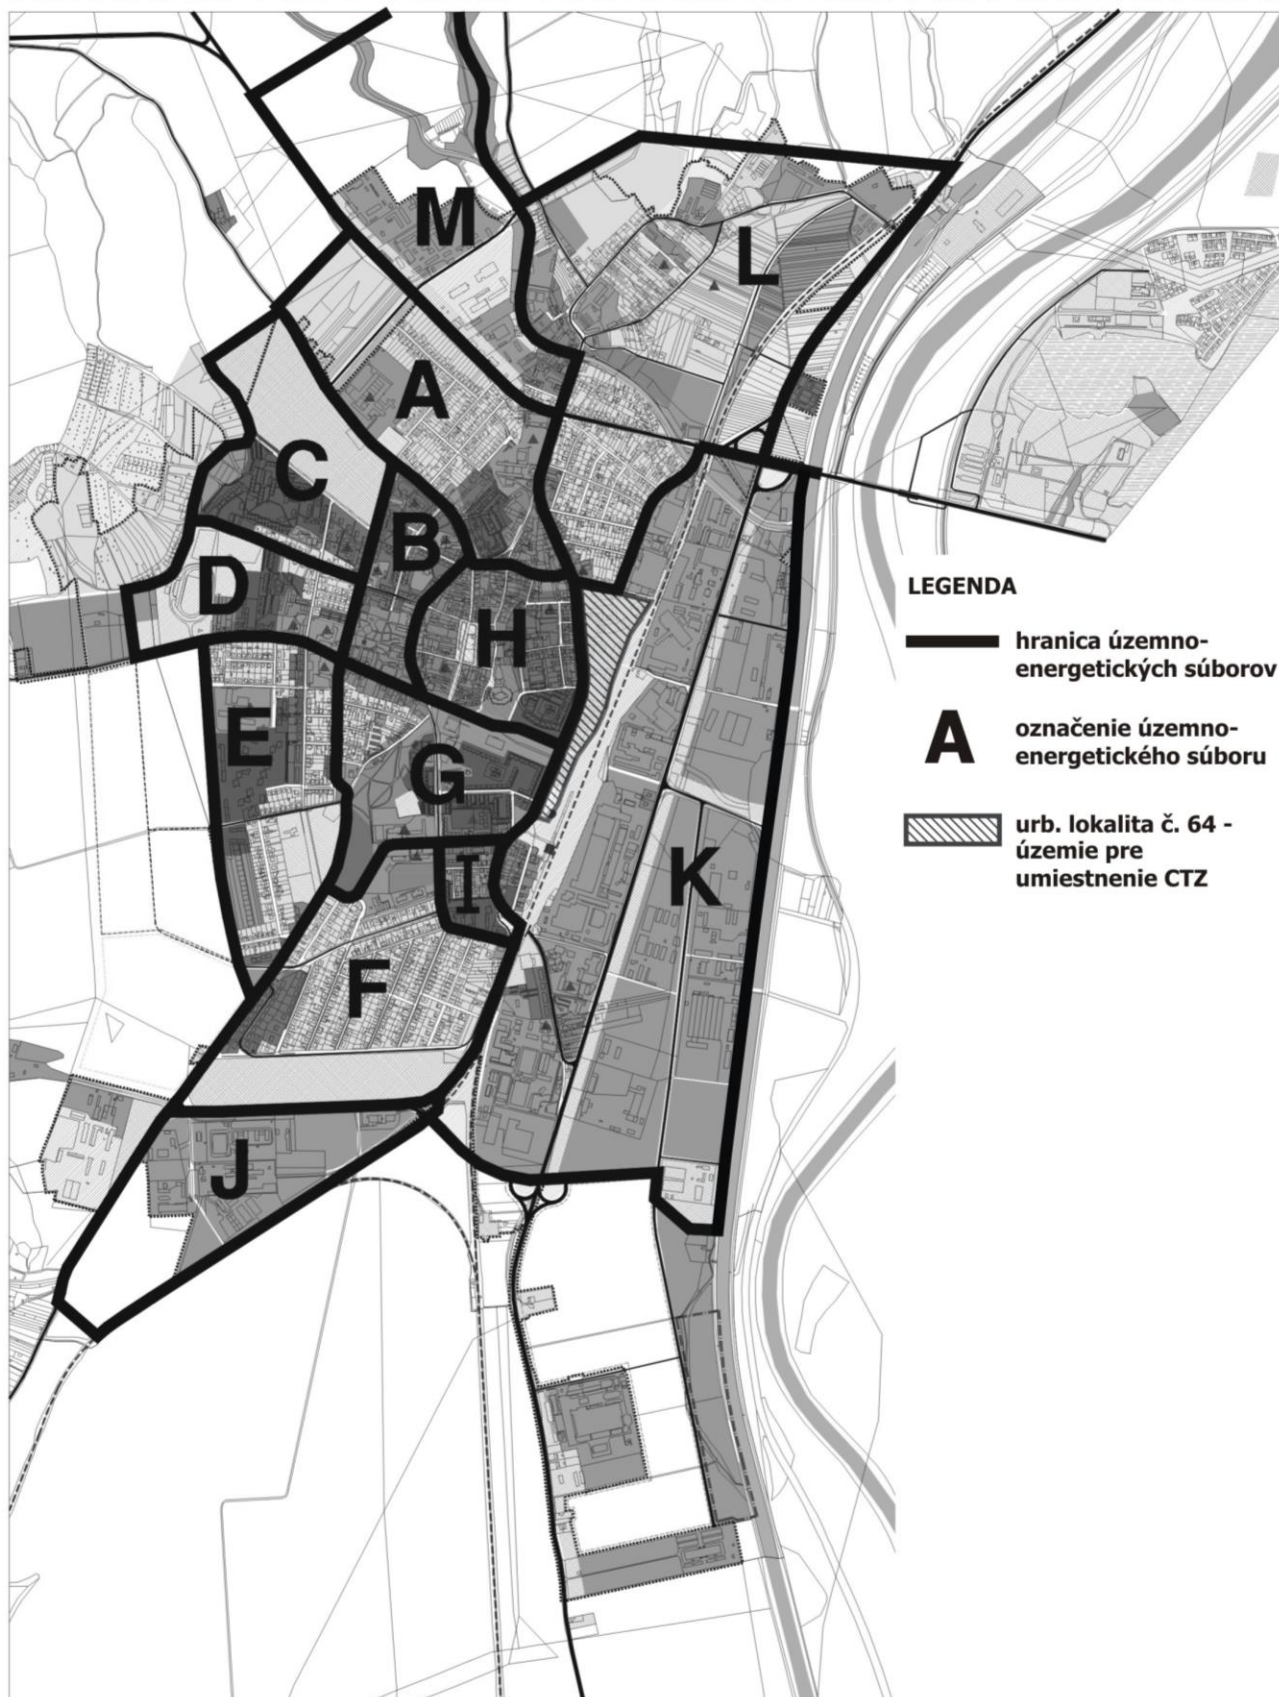 M
L
A
C
B
D
H
E
G
K
I
F
J
LEGENDA
hranica územno-
energetických súborov
A
označenie územno-
energetického súboru
urb. lokalita č. 64 -
územie pre
umiestnenie CTZ